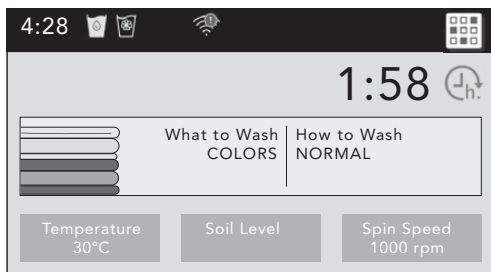 4:28
1:58 h.
What to Wash
COLORS
How to Wash
NORMAL
Temperature
30°C
Soil Level
Spin Speed
1000 rpm